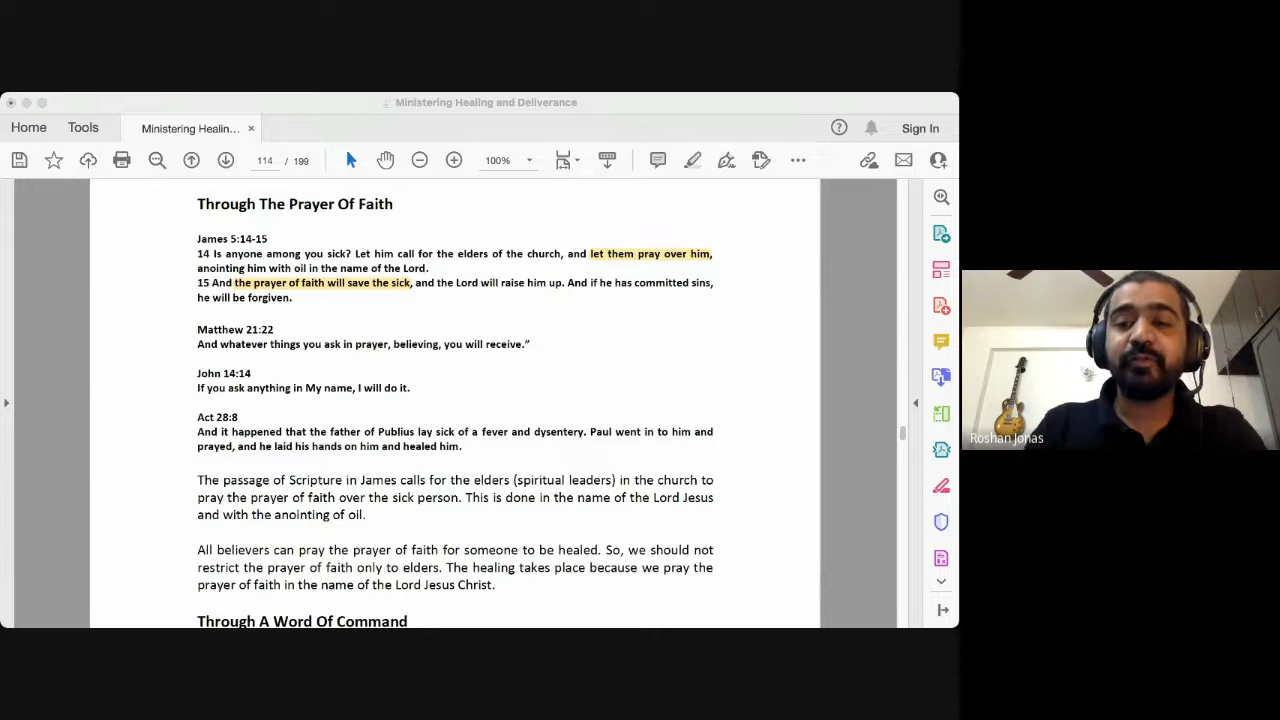 Ministering Healing and Deliverance
Home
Tools
Ministering Healin...
Sign In
114 / 199
100%
Through The Prayer Of Faith
James 5:14-15
14 Is anyone among you sick? Let him call for the elders of the church, and let them pray over him,
anointing him with oil in the name of the Lord.
15 And the prayer of faith will save the sick, and the Lord will raise him up. And if he has committed sins,
he will be forgiven.
Matthew 21:22
And whatever things you ask in prayer, believing, you will receive.”
John 14:14
If you ask anything in My name, I will do it.
Act 28:8
And it happened that the father of Publius lay sick of a fever and dysentery. Paul went in to him and
prayed, and he laid his hands on him and healed him.
The passage of Scripture in James calls for the elders (spiritual leaders) in the church to
pray the prayer of faith over the sick person. This is done in the name of the Lord Jesus
and with the anointing of oil.
All believers can pray the prayer of faith for someone to be healed. So, we should not
restrict the prayer of faith only to elders. The healing takes place because we pray the
prayer of faith in the name of the Lord Jesus Christ.
Through A Word Of Command
Roshan Jonas